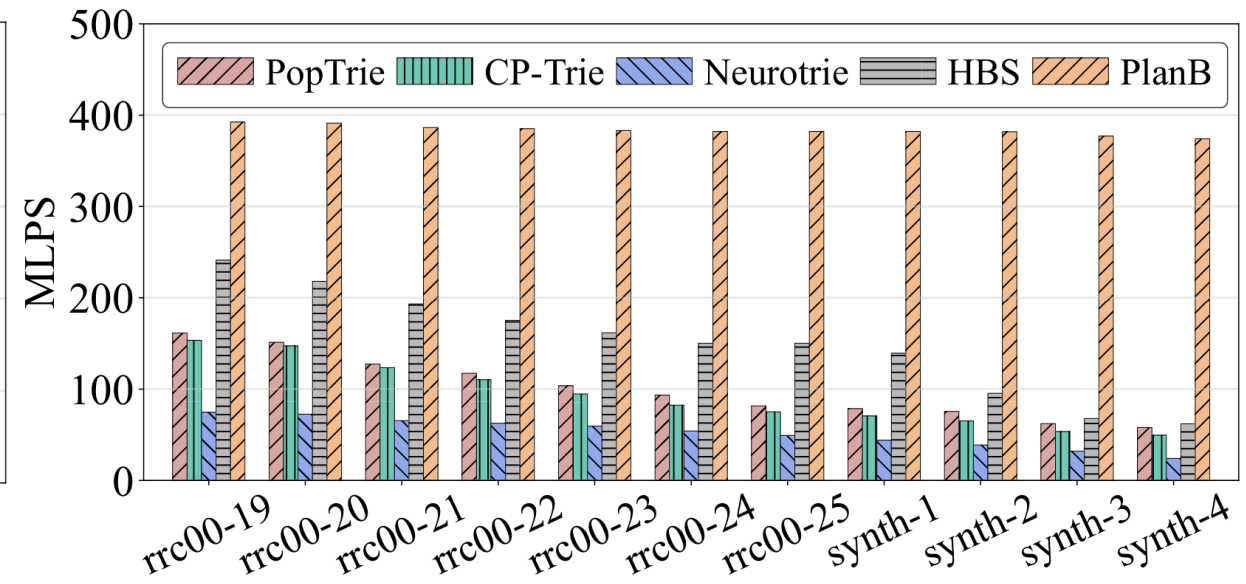 500
PopTrie CP-Trie Neurotrie HBS PlanB
400
300
200
100
0
MLPS
rrc00-19 rrc00-20 rrc00-21 rrc00-22 rrc00-23 rrc00-24 rrc00-25 synth-1 synth-2 synth-3 synth-4